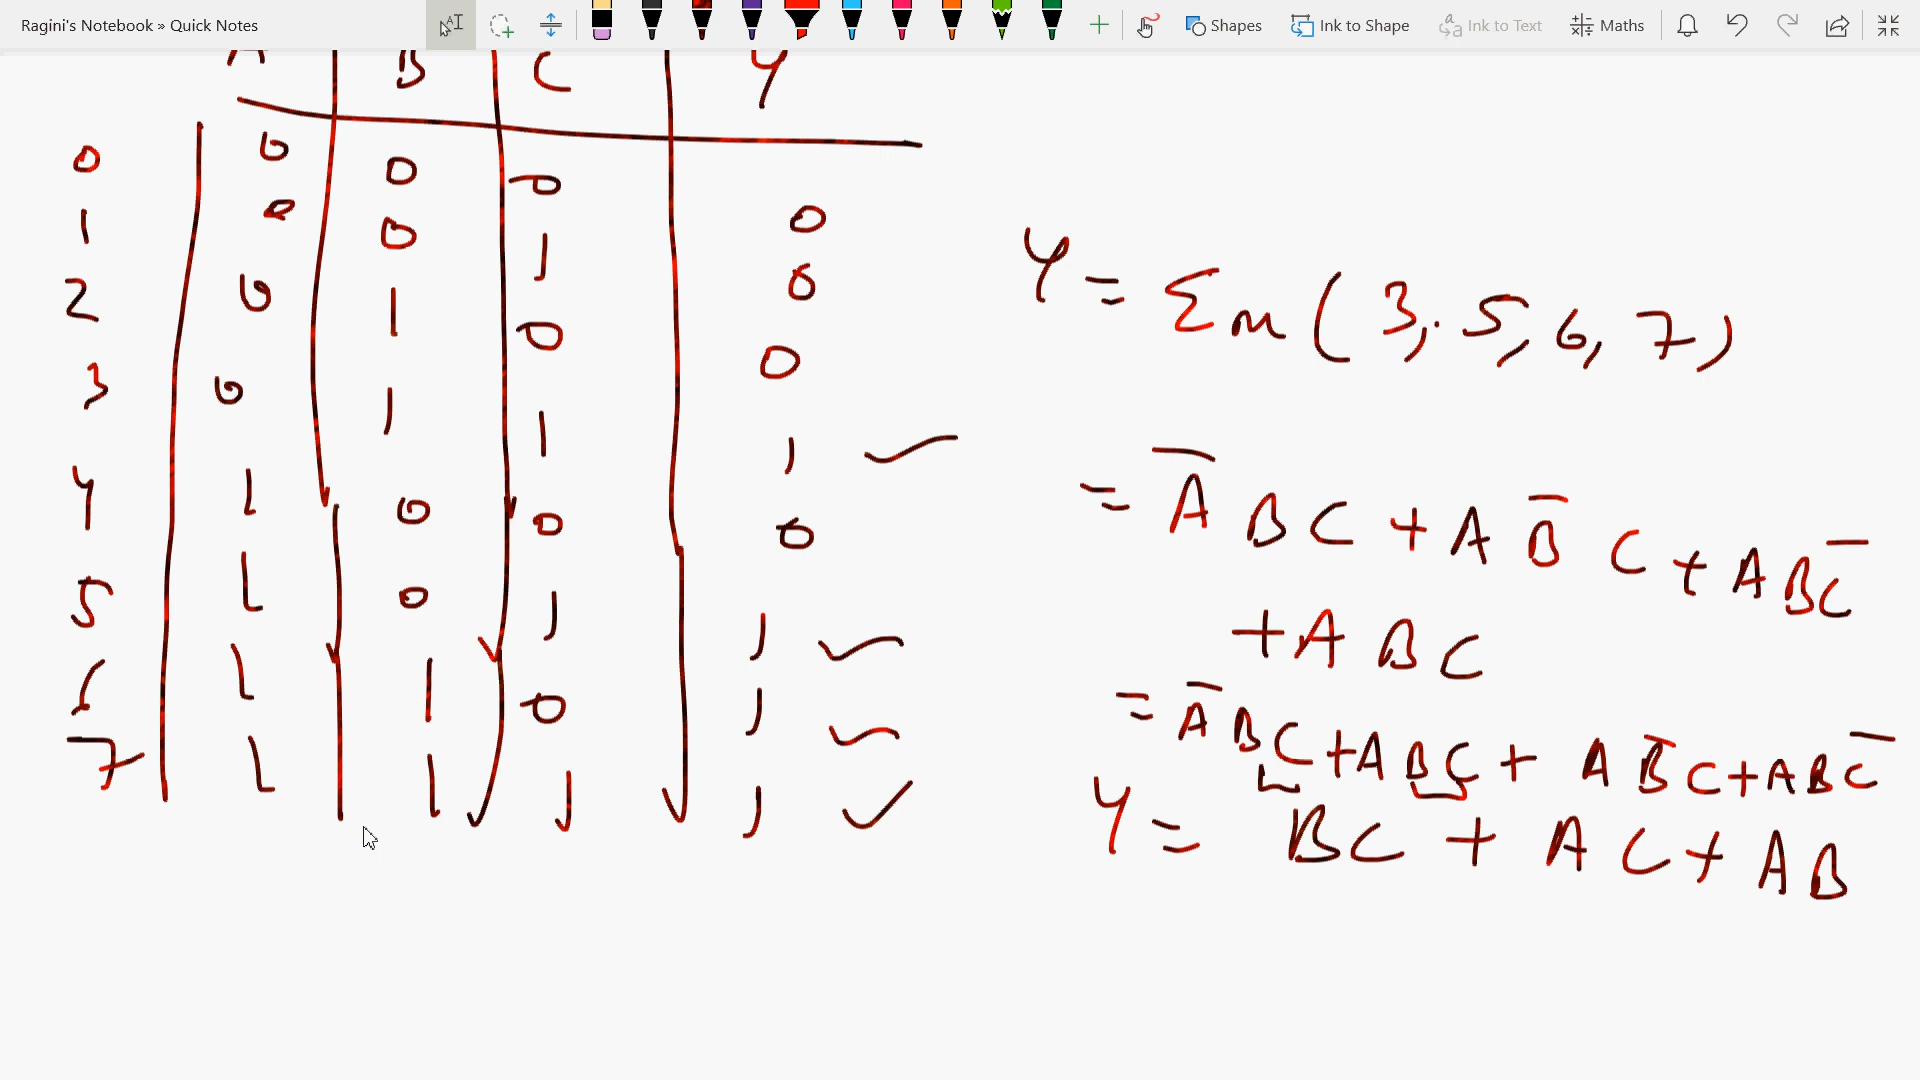 Ragini's Notebook » Quick Notes
Shapes
Ink to Shape
Ink to Text
Maths
A B C Y
0 0 0 0 0
1 0 0 1 0
2 0 1 0 0
3 0 1 1 1 ✓
4 1 0 0 0
5 1 0 1 1 ✓
6 1 1 0 1 ✓
7 1 1 1 1 ✓
Y = Σm(3, 5, 6, 7)
= A̅BC + AB̅C + ABC̅
+ ABC
= A̅BC + ABC + AB̅C + ABC̅
Y = BC + AC + AB